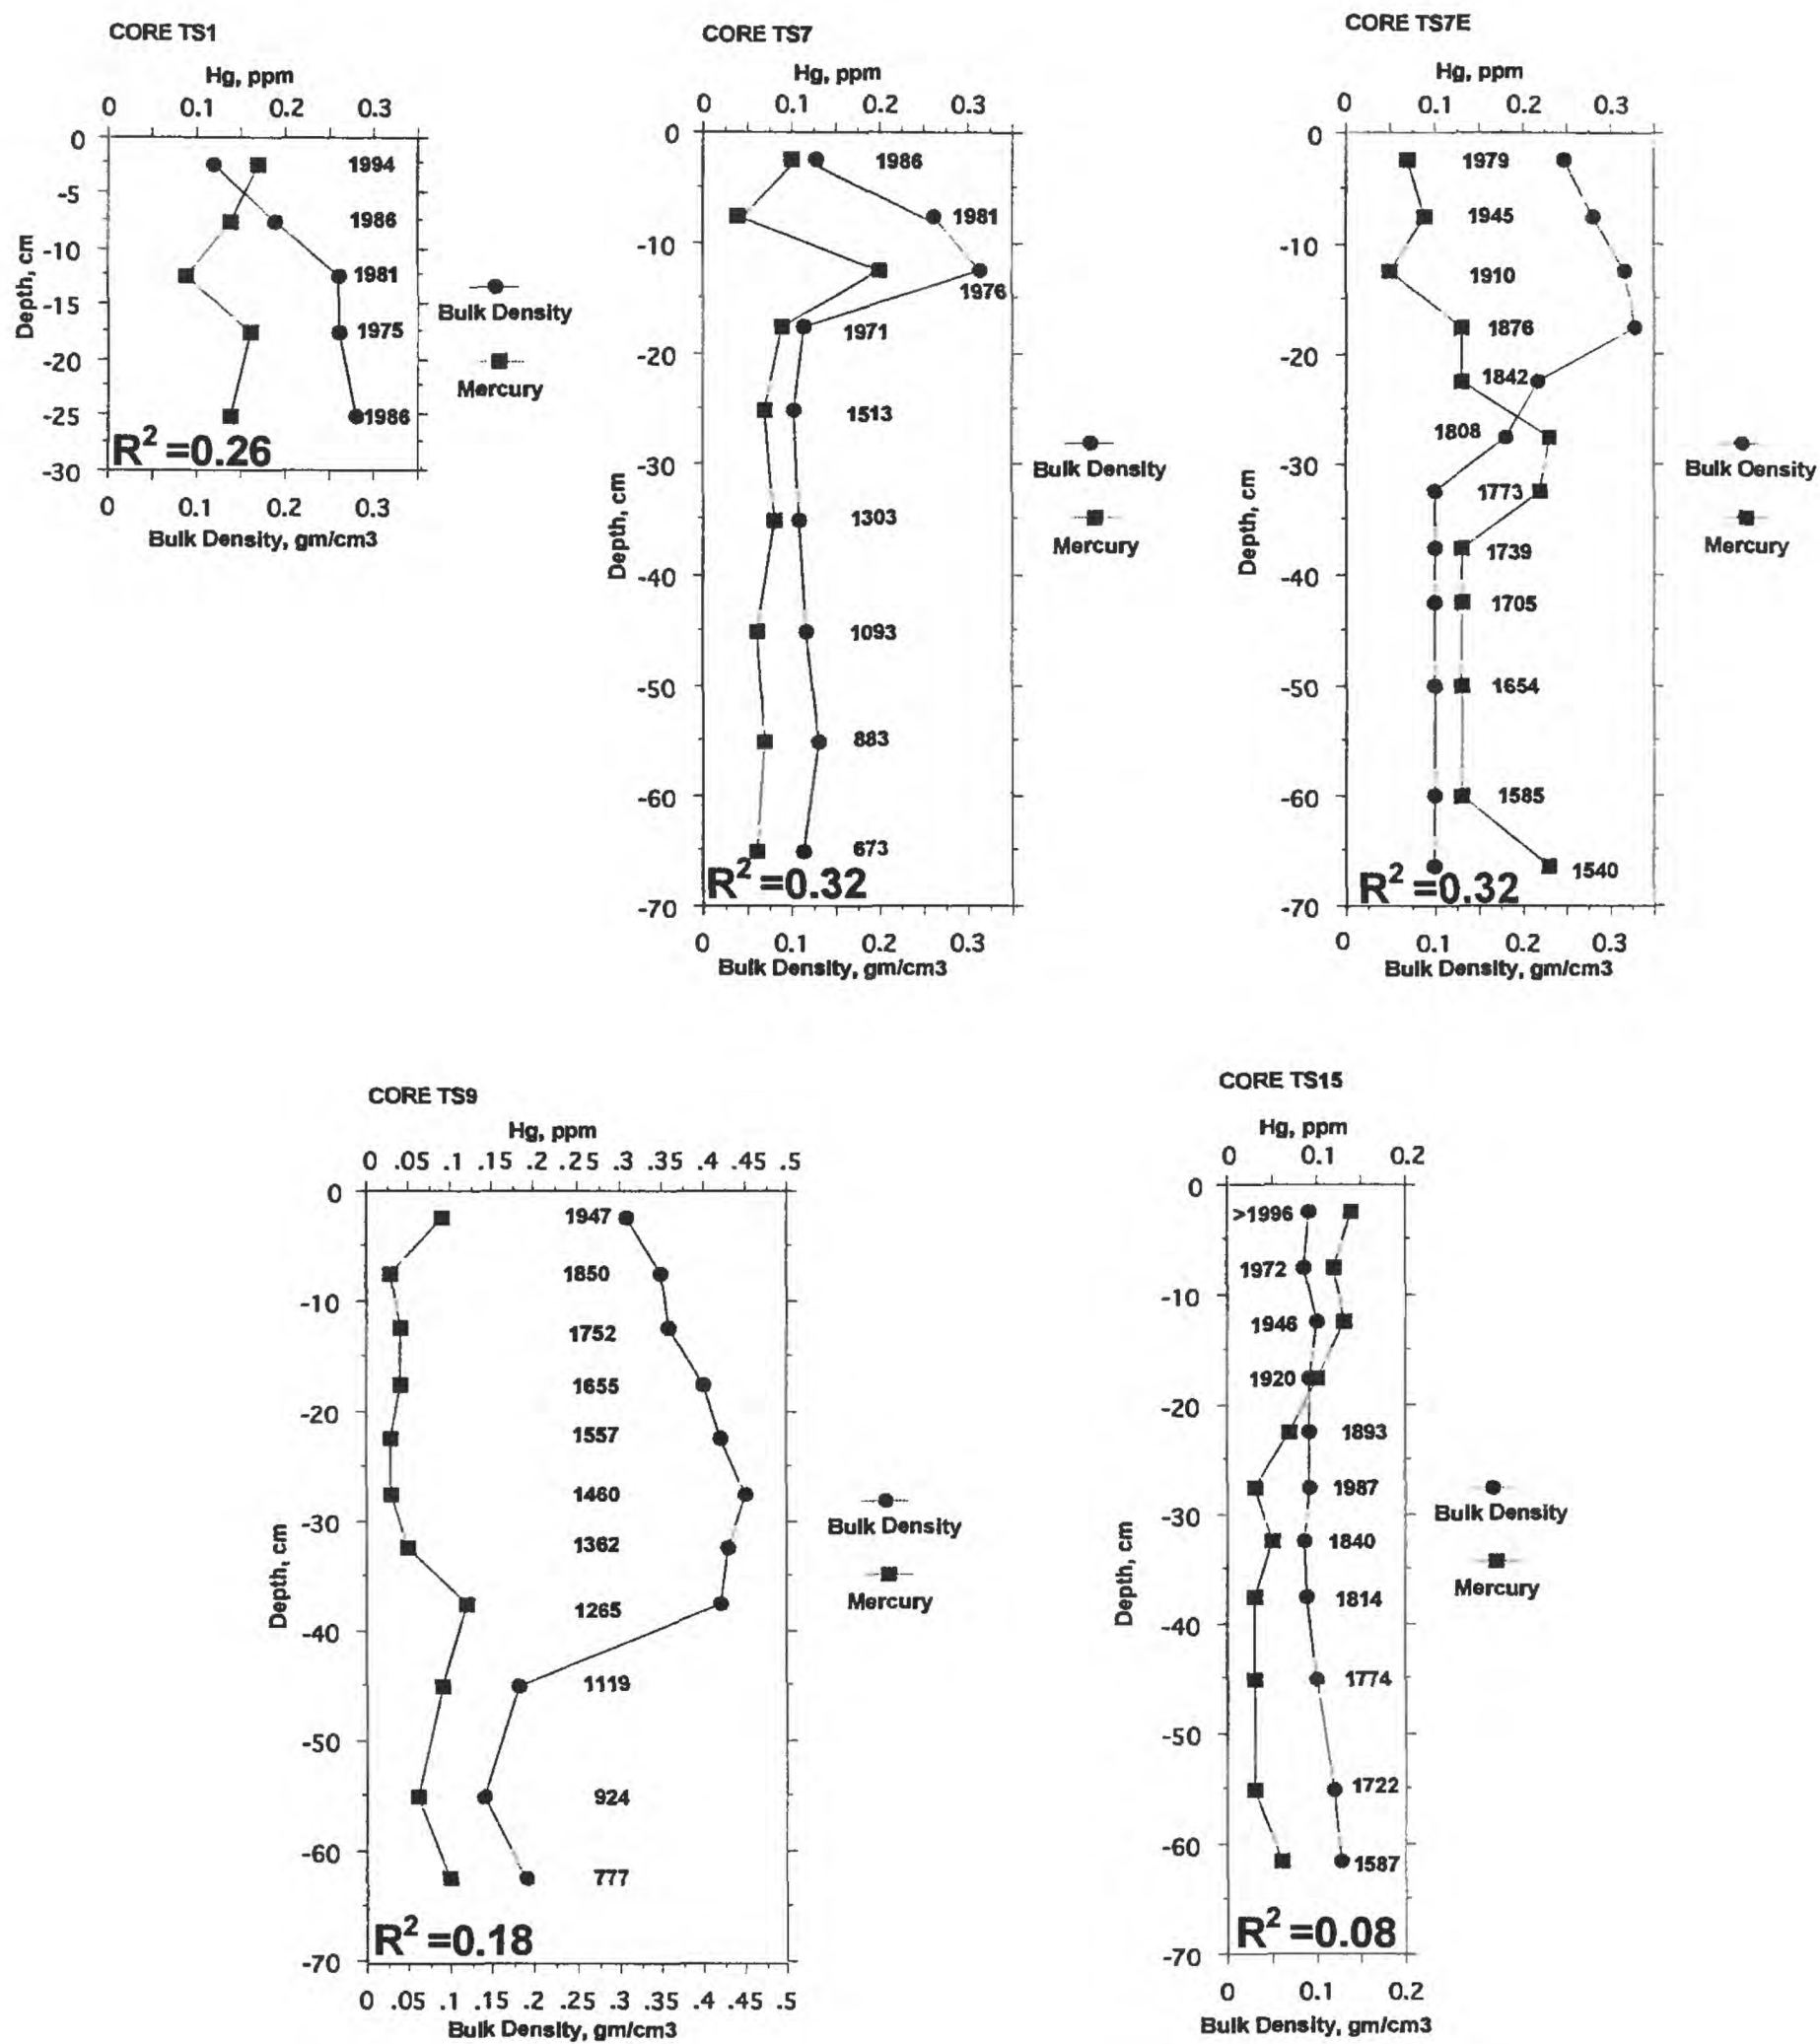 CORE TS1
Hg, ppm
0 0.1 0.2 0.3
0
-5
-10
-15
-20
-25
-30
Depth, cm
1994
1986
1981
1975
1986
R² =0.26
0.1 0.2 0.3
Bulk Density, gm/cm3
Bulk Density
Mercury
CORE TS7
Hg, ppm
0 0.1 0.2 0.3
0
-10
-20
-30
-40
-50
-60
-70
Depth, cm
1986
1981
1976
1971
1513
1303
1093
883
673
R² =0.32
0 0.1 0.2 0.3
Bulk Density, gm/cm3
Bulk Density
Mercury
CORE TS7E
Hg, ppm
0 0.1 0.2 0.3
0
-10
-20
-30
-40
-50
-60
-70
Depth, cm
1979
1945
1910
1876
1842
1808
1773
1739
1705
1654
1585
1540
R² =0.32
0 0.1 0.2 0.3
Bulk Density, gm/cm3
Bulk Oensity
Mercury
CORE TS9
Hg, ppm
0 .05 .1 .15 .2 .25 .3 .35 .4 .45 .5
0
-10
-20
-30
-40
-50
-60
-70
Depth, cm
1947
1850
1752
1655
1557
1460
1362
1265
1119
924
777
R² =0.18
0 .05 .1 .15 .2 .25 .3 .35 .4 .45 .5
Bulk Density, gm/cm3
Bulk Density
Mercury
CORE TS15
Hg, ppm
0 0.1 0.2
0
-10
-20
-30
-40
-50
-60
-70
Depth, cm
>1996
1972
1946
1920
1893
1987
1840
1814
1774
1722
1587
R² =0.08
0 0.1 0.2
Bulk Density, gm/cm3
Bulk Density
Mercury